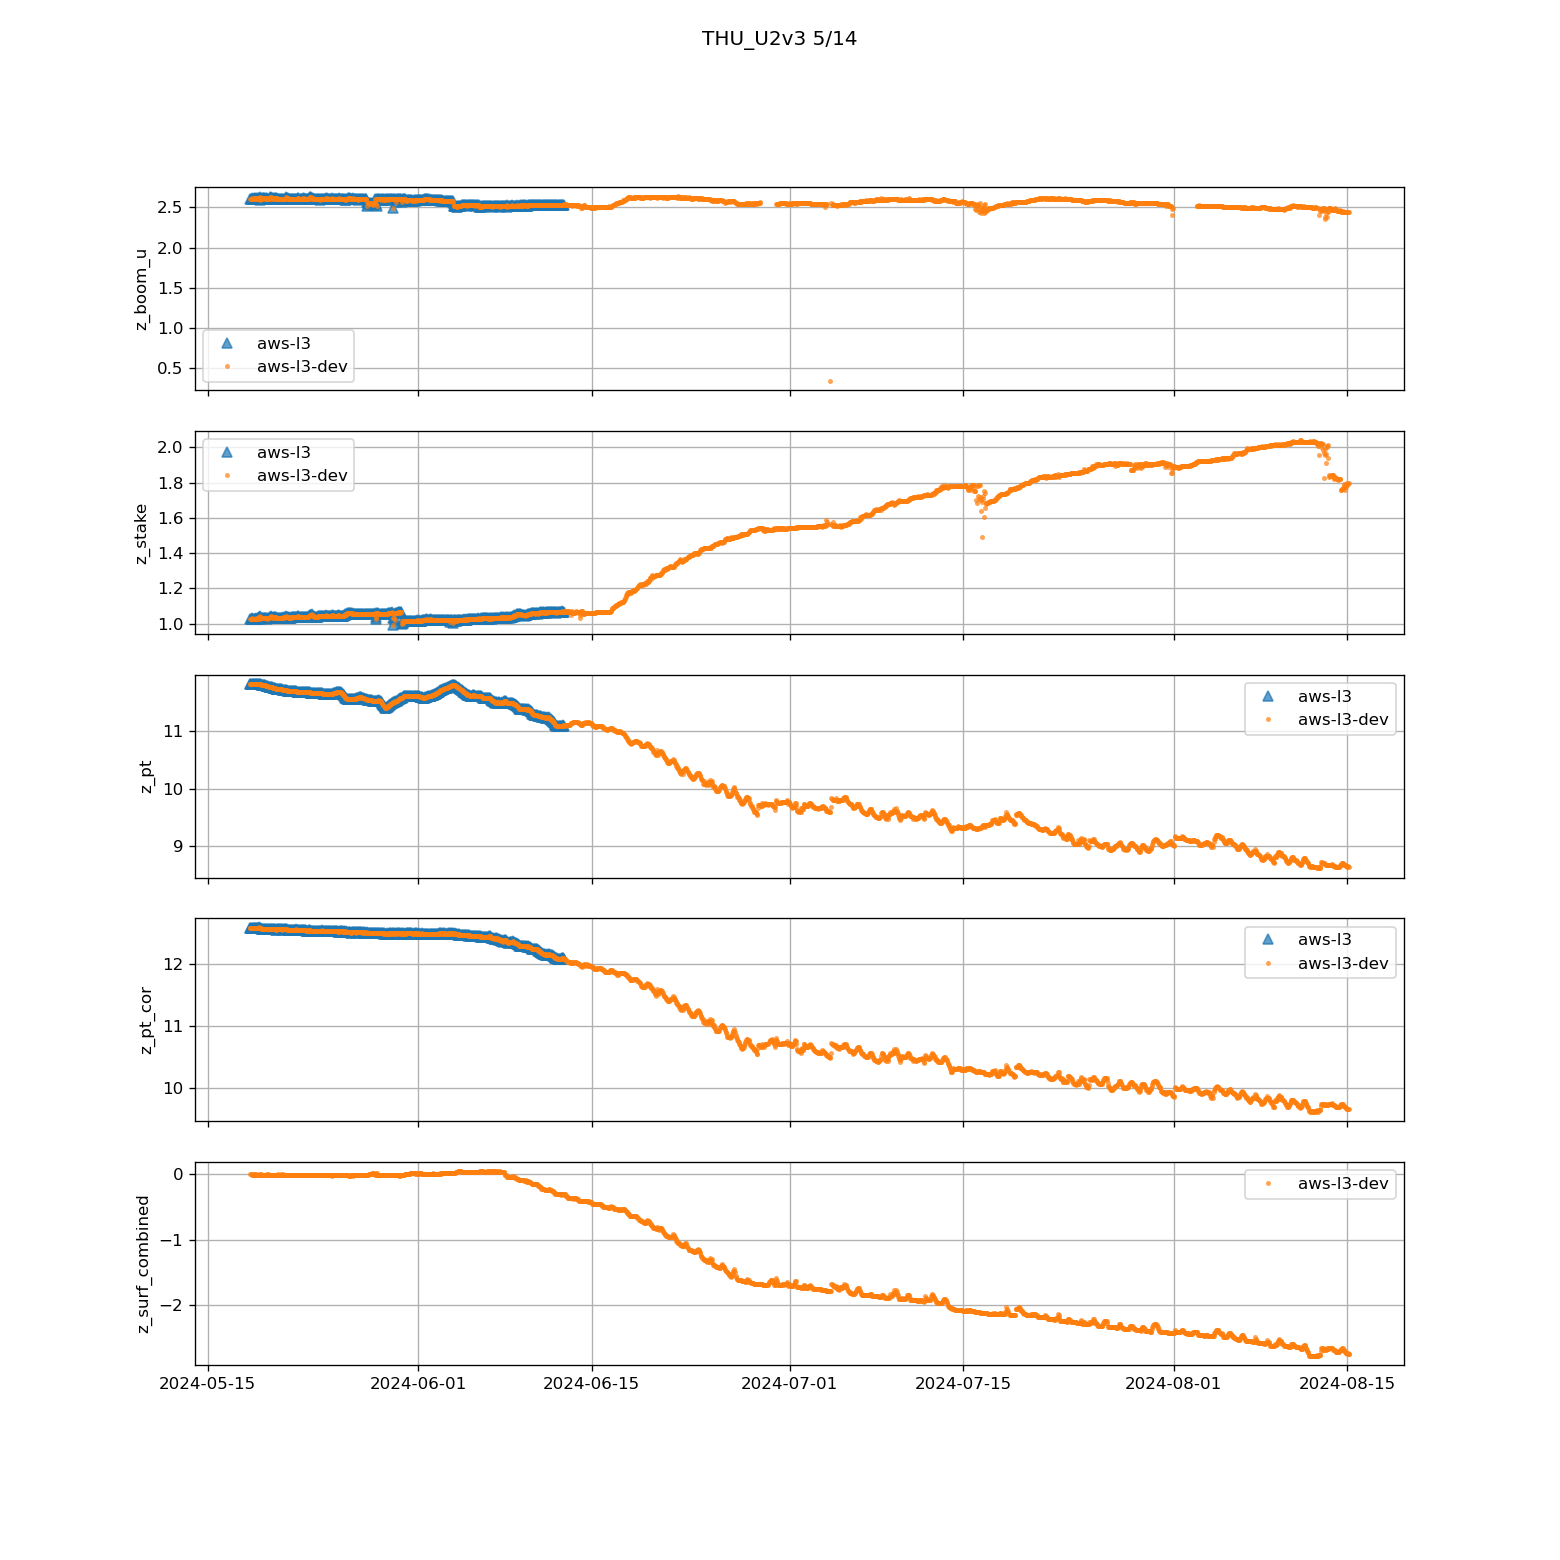 THU_U2v3 5/14
z_boom_u
2.5
2.0
1.5
1.0
0.5
aws-l3
aws-l3-dev
z_stake
2.0
1.8
1.6
1.4
1.2
1.0
aws-l3
aws-l3-dev
z_pt
11
10
9
aws-l3
aws-l3-dev
z_pt_cor
12
11
10
aws-l3
aws-l3-dev
z_surf_combined
0
−1
−2
aws-l3-dev
2024-05-15 2024-06-01 2024-06-15 2024-07-01 2024-07-15 2024-08-01 2024-08-15